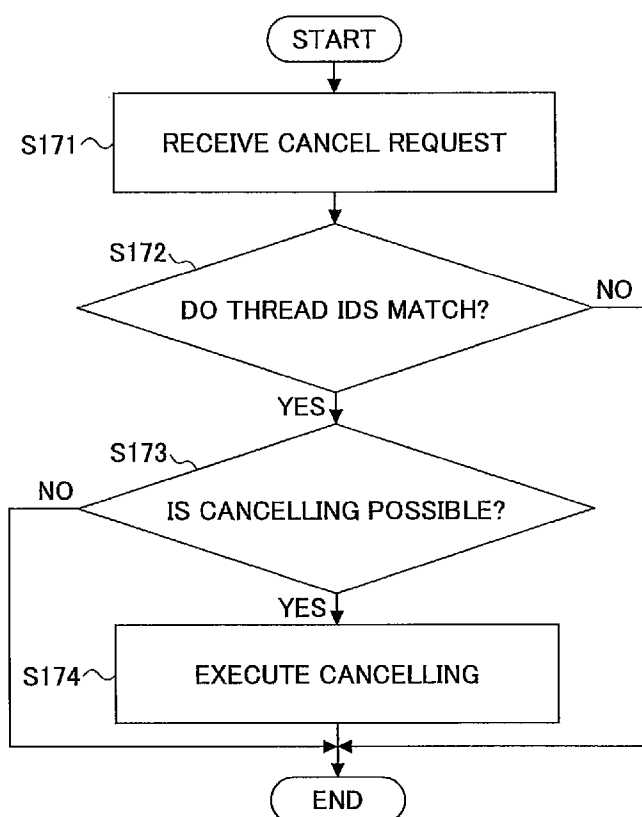 START
S171
RECEIVE CANCEL REQUEST
S172
DO THREAD IDS MATCH?
NO
YES
S173
NO
IS CANCELLING POSSIBLE?
YES
S174
EXECUTE CANCELLING
END